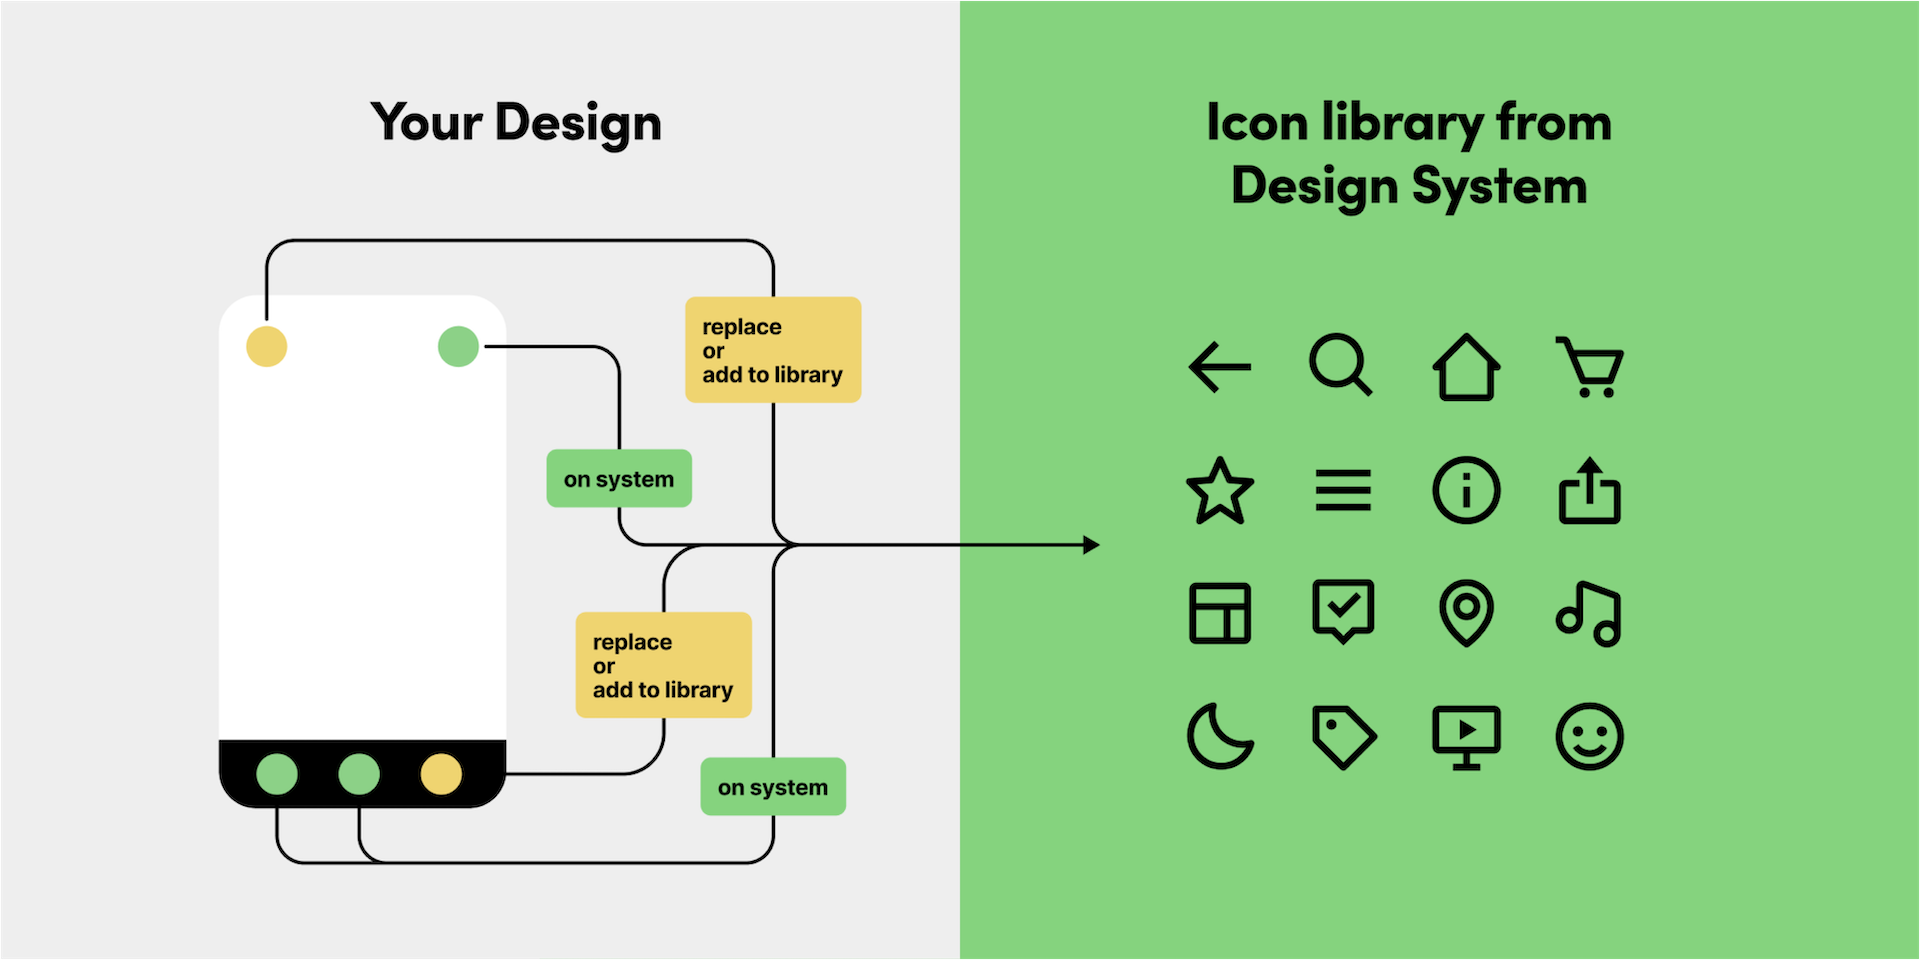 Your Design
replace
or
add to library
on system
replace
or
add to library
on system
Icon library from
Design System